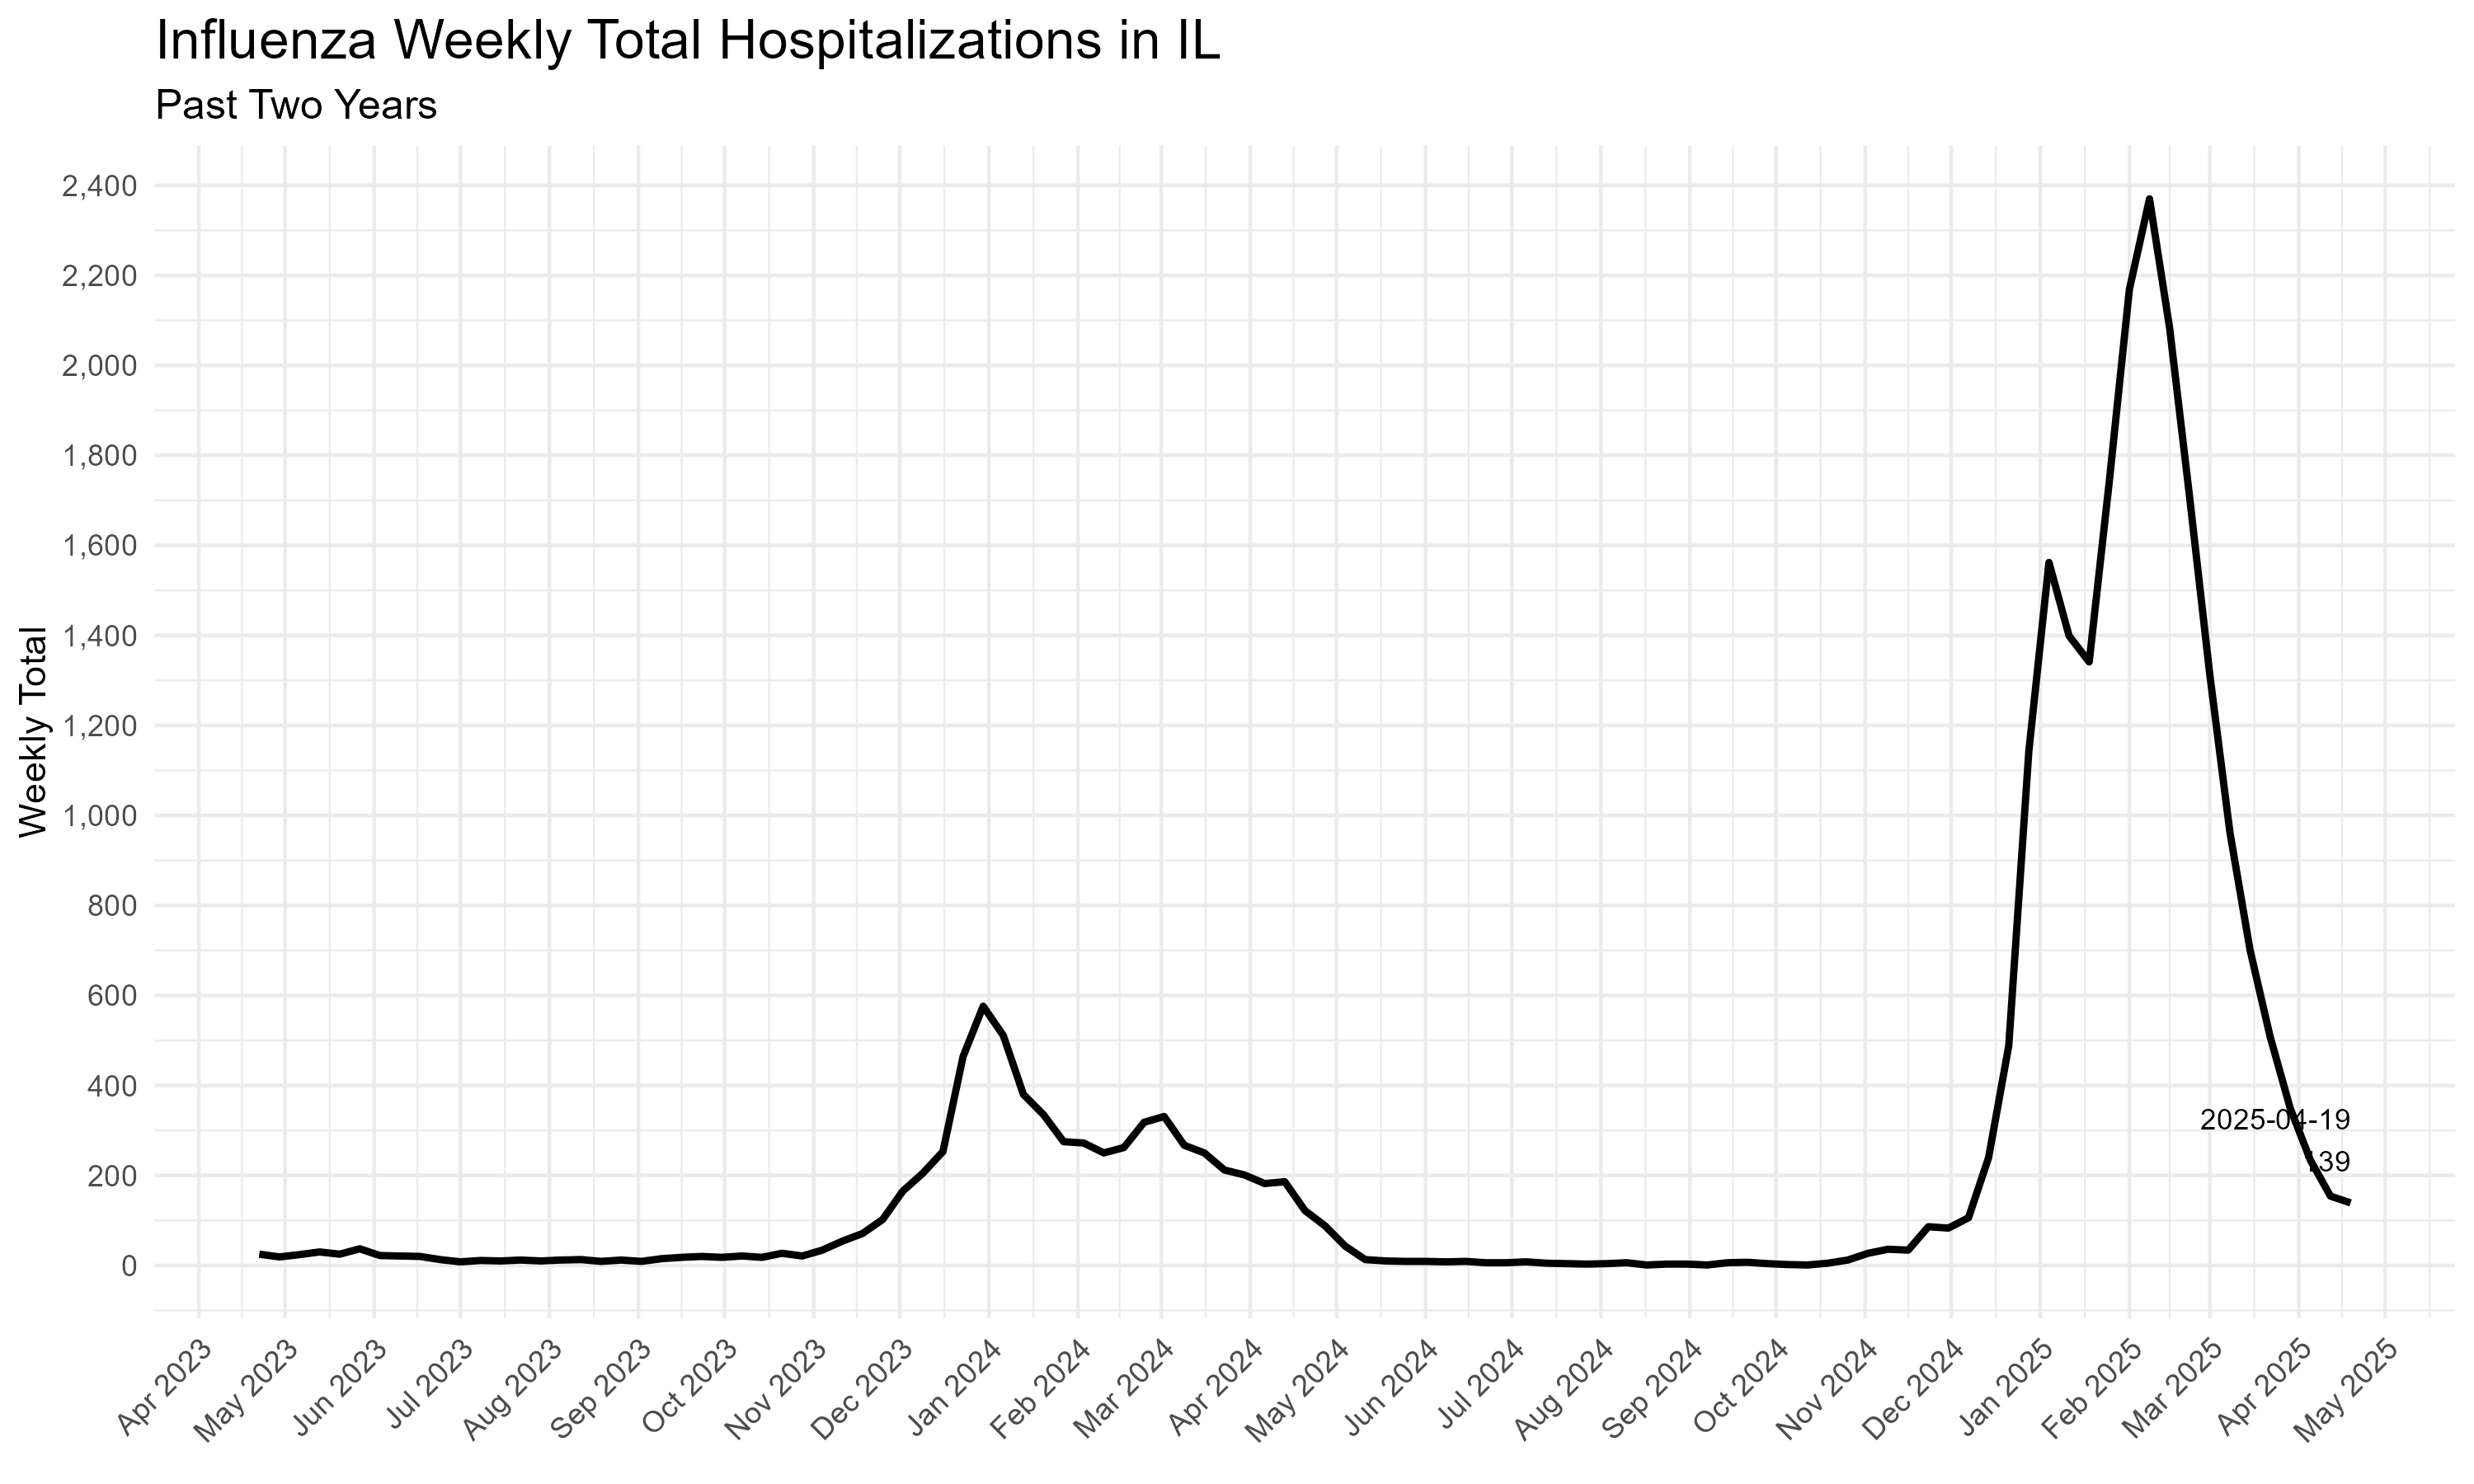 Influenza Weekly Total Hospitalizations in IL
Past Two Years
Weekly Total
2,400
2,200
2,000
1,800
1,600
1,400
1,200
1,000
800
600
400
200
0
2025-04-19
139
Apr 2023
May 2023
Jun 2023
Jul 2023
Aug 2023
Sep 2023
Oct 2023
Nov 2023
Dec 2023
Jan 2024
Feb 2024
Mar 2024
Apr 2024
May 2024
Jun 2024
Jul 2024
Aug 2024
Sep 2024
Oct 2024
Nov 2024
Dec 2024
Jan 2025
Feb 2025
Mar 2025
Apr 2025
May 2025